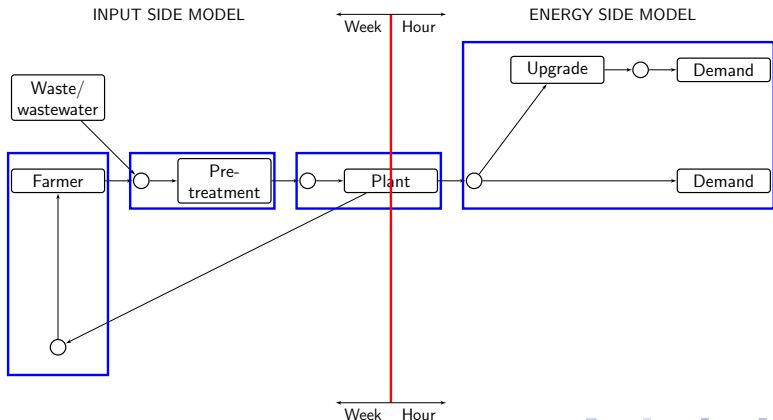 INPUT SIDE MODEL
ENERGY SIDE MODEL
Week Hour
Waste/
wastewater
Upgrade
Demand
Farmer
Pre-
treatment
Plant
Demand
Week Hour